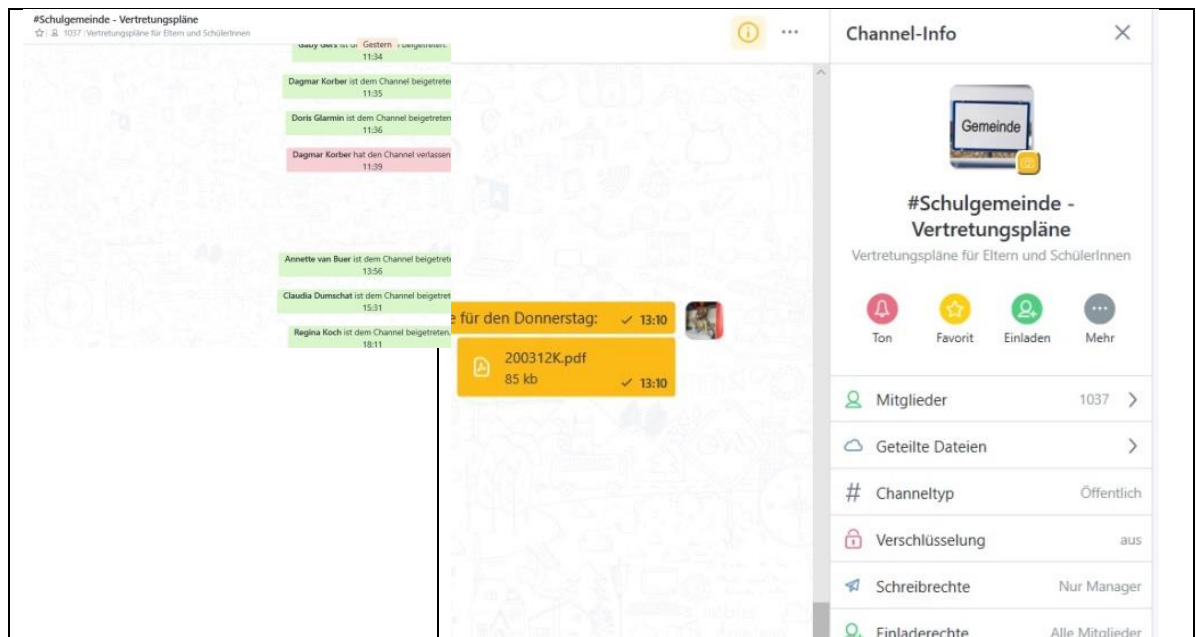 #Schulgemeinde - Vertretungspläne
1037 Vertretungspläne für Eltern und SchülerInnen
Gestern
beigetreten.
11:34
Dagmar Korber ist dem Channel beigetrete
11:35
Doris Glarmin ist dem Channel beigetreten
11:36
Dagmar Korber hat den Channel verlassen
11:39
Annette van Buer ist dem Channel beigetret
13:56
Claudia Dumschat ist dem Channel beigetret
15:31
Regina Koch ist dem Channel beigetreten.
18:11
e für den Donnerstag: 13:10
200312K.pdf
85 kb 13:10
Channel-Info
Gemeinde
#Schulgemeinde -
Vertretungspläne
Vertretungspläne für Eltern und SchülerInnen
Ton Favorit Einladen Mehr
Mitglieder 1037
Geteilte Dateien
Channeltyp Öffentlich
Verschlüsselung aus
Schreibrechte Nur Manager
Einladerechte Alle Mitglieder